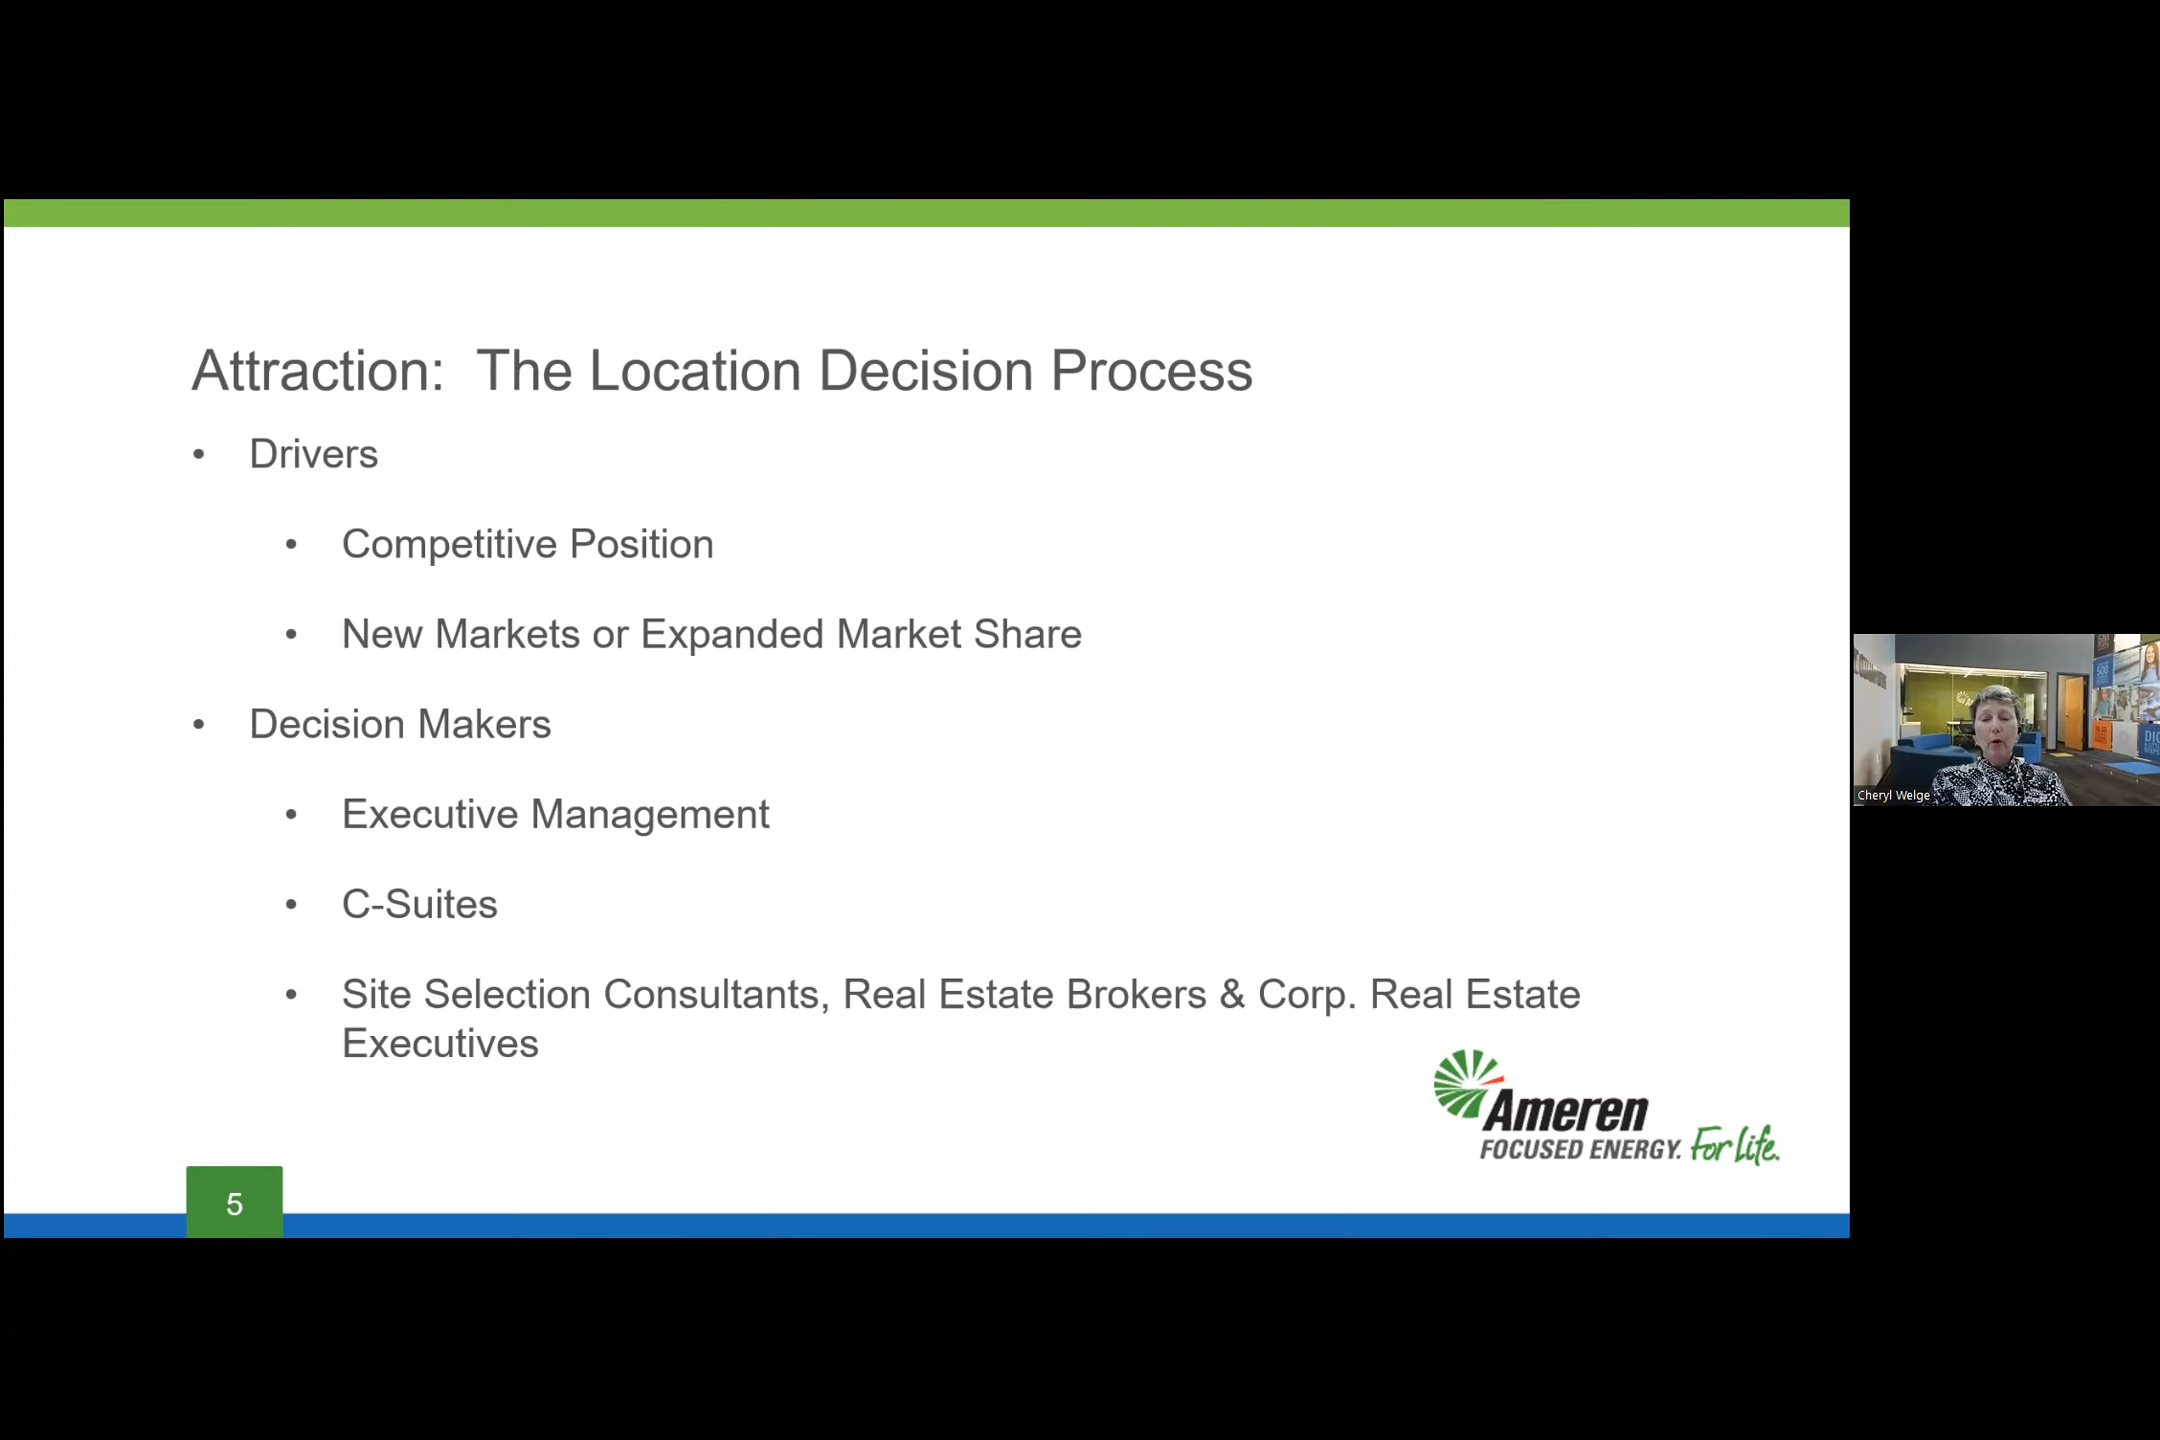 Attraction: The Location Decision Process
• Drivers
• Competitive Position
• New Markets or Expanded Market Share
• Decision Makers
• Executive Management
• C-Suites
• Site Selection Consultants, Real Estate Brokers & Corp. Real Estate
Executives
Ameren
FOCUSED ENERGY. For Life.
5
Cheryl Welge